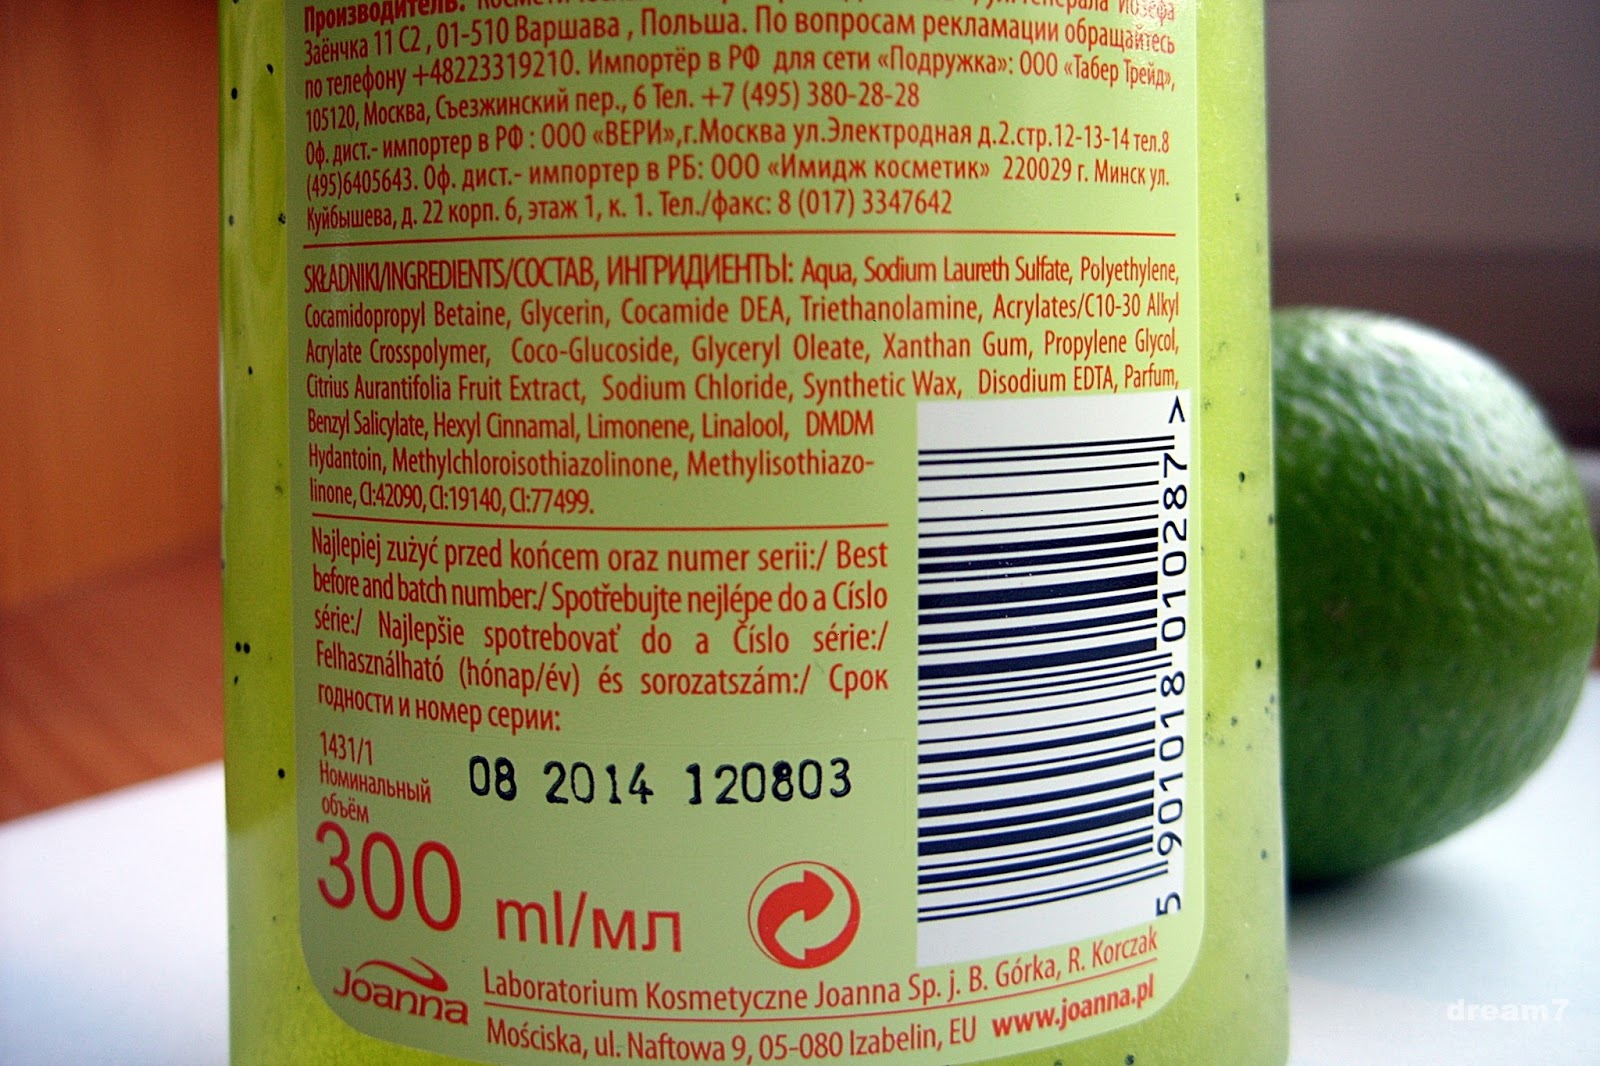 Производитель: Косметическая
Заёнчка 11 С2 , 01-510 Варшава , Польша. По вопросам рекламации обращайтесь
по телефону +48223319210. Импортёр в РФ для сети «Подружка»: ООО «Табер Трейд»,
105120, Москва, Съезжинский пер., 6 Тел. +7 (495) 380-28-28
Оф. дист.- импортер в РФ : ООО «ВЕРИ»,г.Москва ул.Электродная д.2.стр.12-13-14 тел.8
(495)6405643. Оф. дист.- импортер в РБ: ООО «Имидж косметик» 220029 г. Минск ул.
Куйбышева, д. 22 корп. 6, этаж 1, к. 1. Тел./факс: 8 (017) 3347642
SKŁADNIKI/INGREDIENTS/СОСТАВ, ИНГРИДИЕНТЫ: Aqua, Sodium Laureth Sulfate, Polyethylene,
Cocamidopropyl Betaine, Glycerin, Cocamide DEA, Triethanolamine, Acrylates/C10-30 Alkyl
Acrylate Crosspolymer, Coco-Glucoside, Glyceryl Oleate, Xanthan Gum, Propylene Glycol,
Citrius Aurantifolia Fruit Extract, Sodium Chloride, Synthetic Wax, Disodium EDTA, Parfum,
Benzyl Salicylate, Hexyl Cinnamal, Limonene, Linalool, DMDM
Hydantoin, Methylchloroisothiazolinone, Methylisothiazo-
linone, CI:42090, CI:19140, CI:77499.
Najlepiej zużyć przed końcem oraz numer serii:/ Best
before and batch number:/ Spotřebujte nejlépe do a Číslo
série:/ Najlepšie spotrebovať do a Číslo série:/
Felhasználható (hónap/év) és sorozatszám:/ Срок
годности и номер серии:
1431/1
Номинальный
объём
08 2014 120803
300 ml/мл
5 901018 010287 >
Joanna
Laboratorium Kosmetyczne Joanna Sp. j. B. Górka, R. Korczak
Mościska, ul. Naftowa 9, 05-080 Izabelin, EU www.joanna.pl
dream7